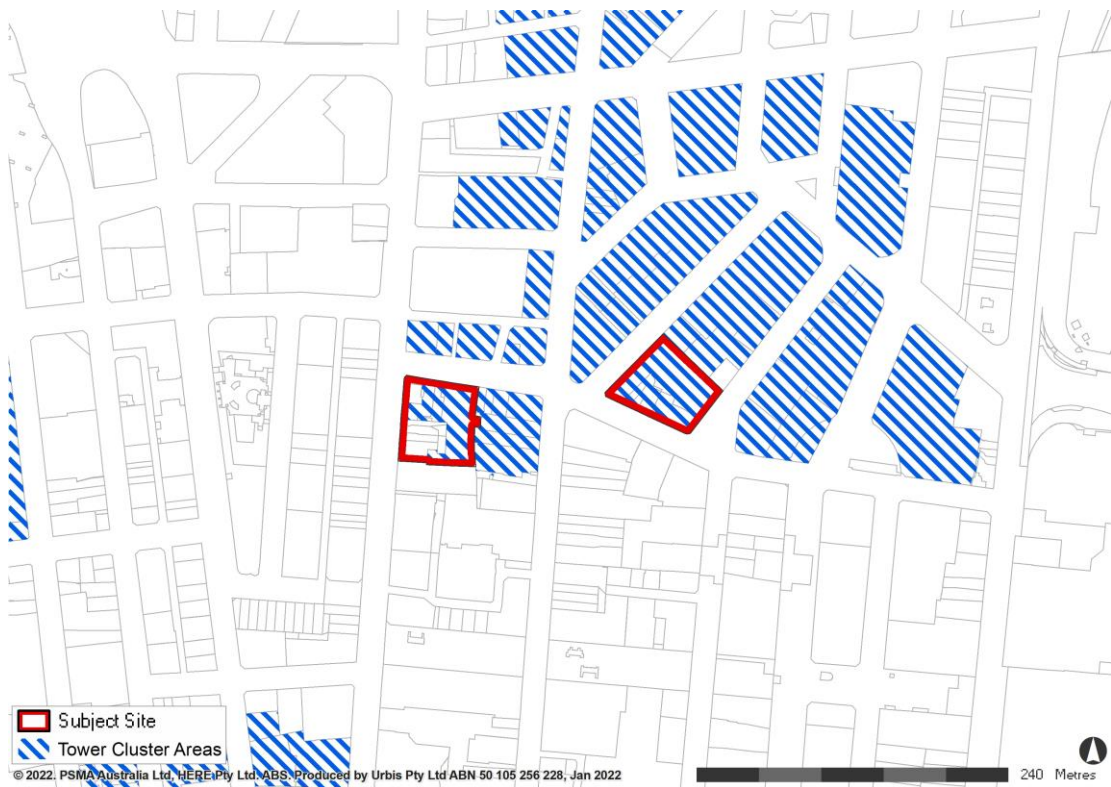 Subject Site
Tower Cluster Areas
© 2022. PSMA Australia Ltd, HERE Pty Ltd. ABS. Produced by Urbis Pty Ltd ABN 50 105 256 228, Jan 2022
240 Metres